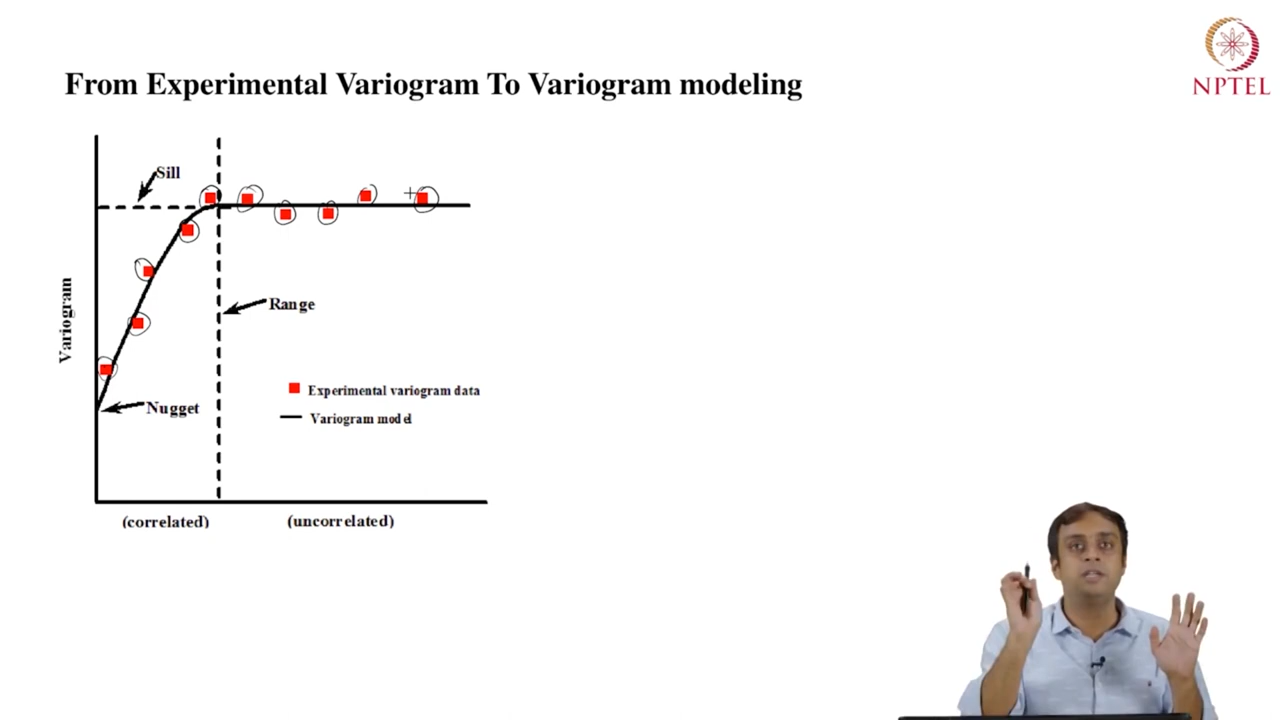 NPTEL
From Experimental Variogram To Variogram modeling
Sill
Range
Variogram
Experimental variogram data
Nugget
Variogram model
(correlated)
(uncorrelated)